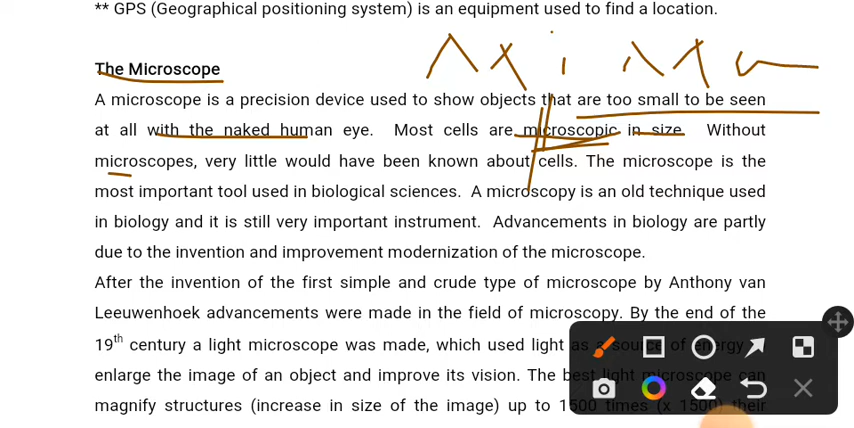 ** GPS (Geographical positioning system) is an equipment used to find a location.
The Microscope
A microscope is a precision device used to show objects that are too small to be seen
at all with the naked human eye. Most cells are microscopic in size. Without
microscopes, very little would have been known about cells. The microscope is the
most important tool used in biological sciences. A microscopy is an old technique used
in biology and it is still very important instrument. Advancements in biology are partly
due to the invention and improvement modernization of the microscope.
After the invention of the first simple and crude type of microscope by Anthony van
Leeuwenhoek advancements were made in the field of microscopy. By the end of the
19th century a light microscope was made, which used light as a source of energy
enlarge the image of an object and improve its vision. The best light microscope can
magnify structures (increase in size of the image) up to 1500 times (x 1500) their